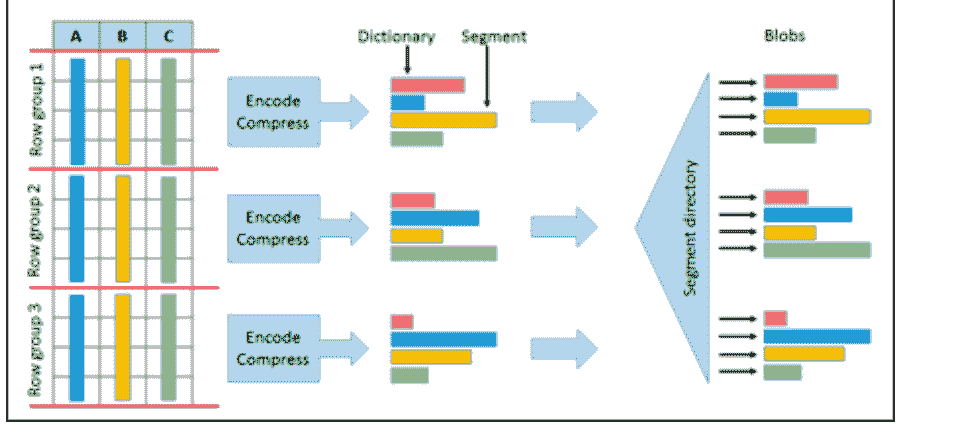 A B C
Dictionary Segment
Blobs
Row group 1
Encode
Compress
Row group 2
Encode
Compress
Segment directory
Row group 3
Encode
Compress